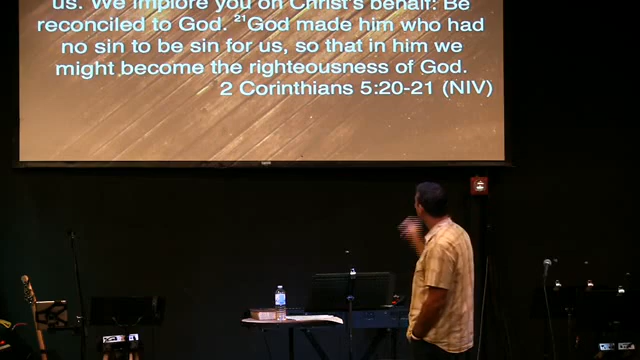 us. We implore you on Christ's behalf: Be
reconciled to God. ²¹God made him who had
no sin to be sin for us, so that in him we
might become the righteousness of God.
2 Corinthians 5:20-21 (NIV)